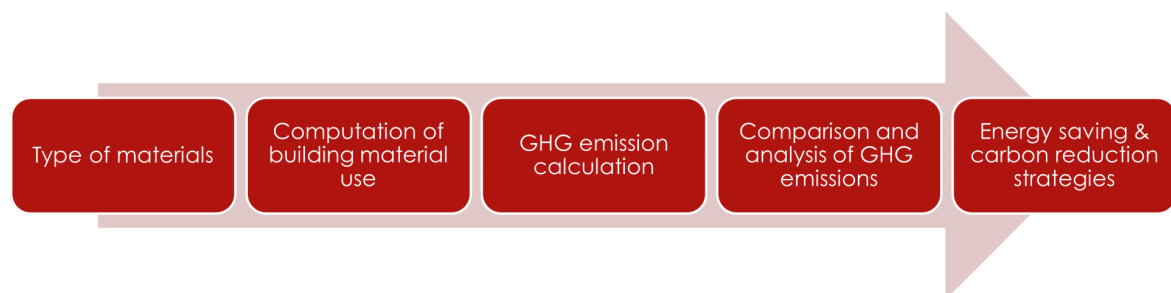 Type of materials
Computation of
building material
use
GHG emission
calculation
Comparison and
analysis of GHG
emissions
Energy saving &
carbon reduction
strategies